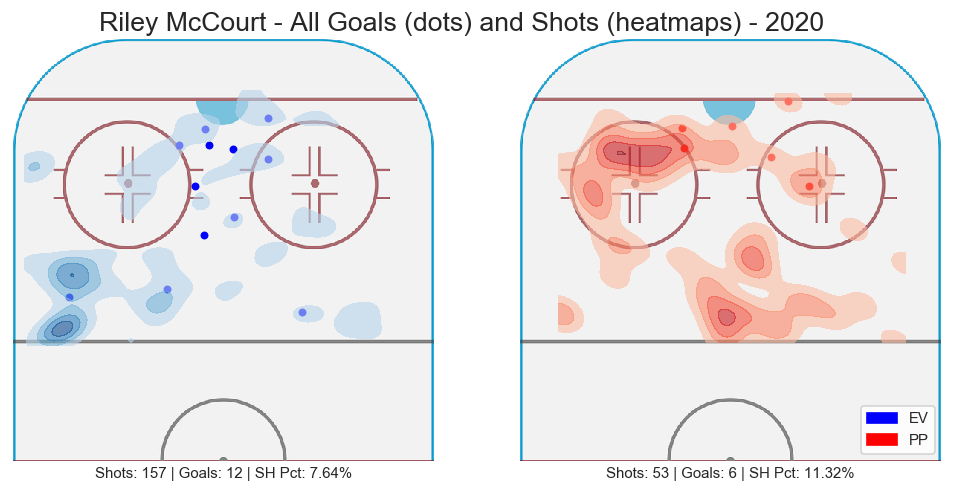 Riley McCourt - All Goals (dots) and Shots (heatmaps) - 2020
EV
PP
Shots: 157 | Goals: 12 | SH Pct: 7.64%
Shots: 53 | Goals: 6 | SH Pct: 11.32%